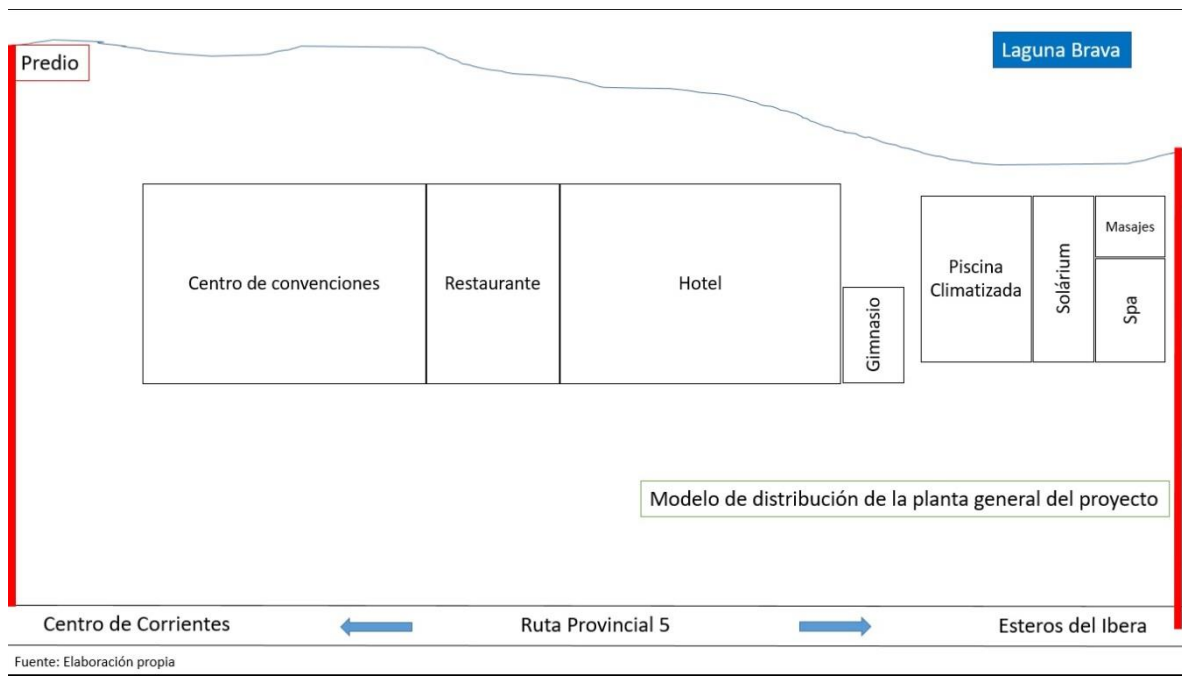 Laguna Brava
Predio
Masajes
Centro de convenciones
Restaurante
Hotel
Piscina
Climatizada
Solárium
Spa
Gimnasio
Modelo de distribución de la planta general del proyecto
Centro de Corrientes
Ruta Provincial 5
Esteros del Ibera
Fuente: Elaboración propia